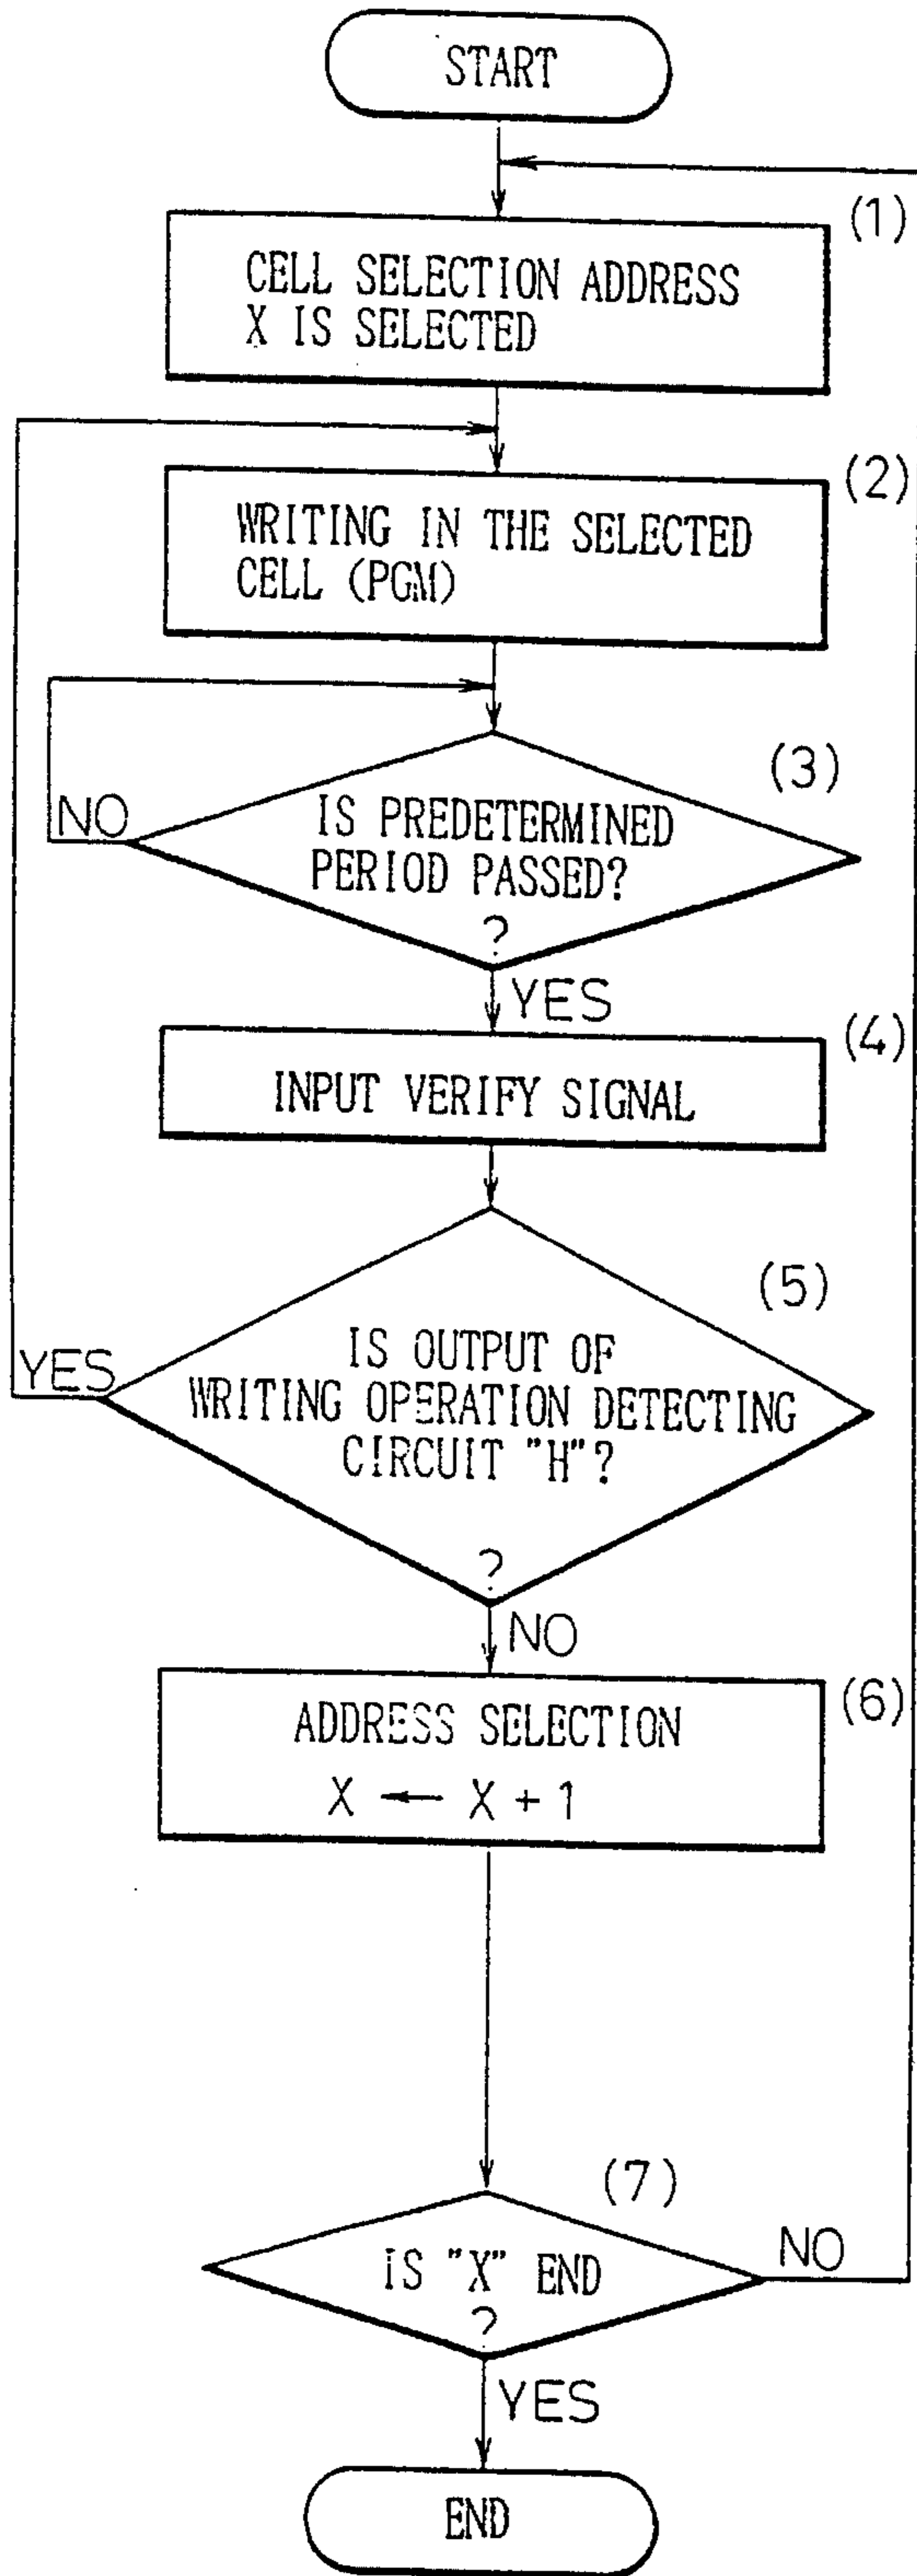 START
(1)
CELL SELECTION ADDRESS
X IS SELECTED
(2)
WRITING IN THE SELECTED
CELL (PGM)
(3)
NO
IS PREDETERMINED
PERIOD PASSED?
?
YES
(4)
INPUT VERIFY SIGNAL
(5)
YES
IS OUTPUT OF
WRITING OPERATION DETECTING
CIRCUIT "H"?
?
NO
(6)
ADDRESS SELECTION
X ← X + 1
(7)
IS "X" END
NO
?
YES
END